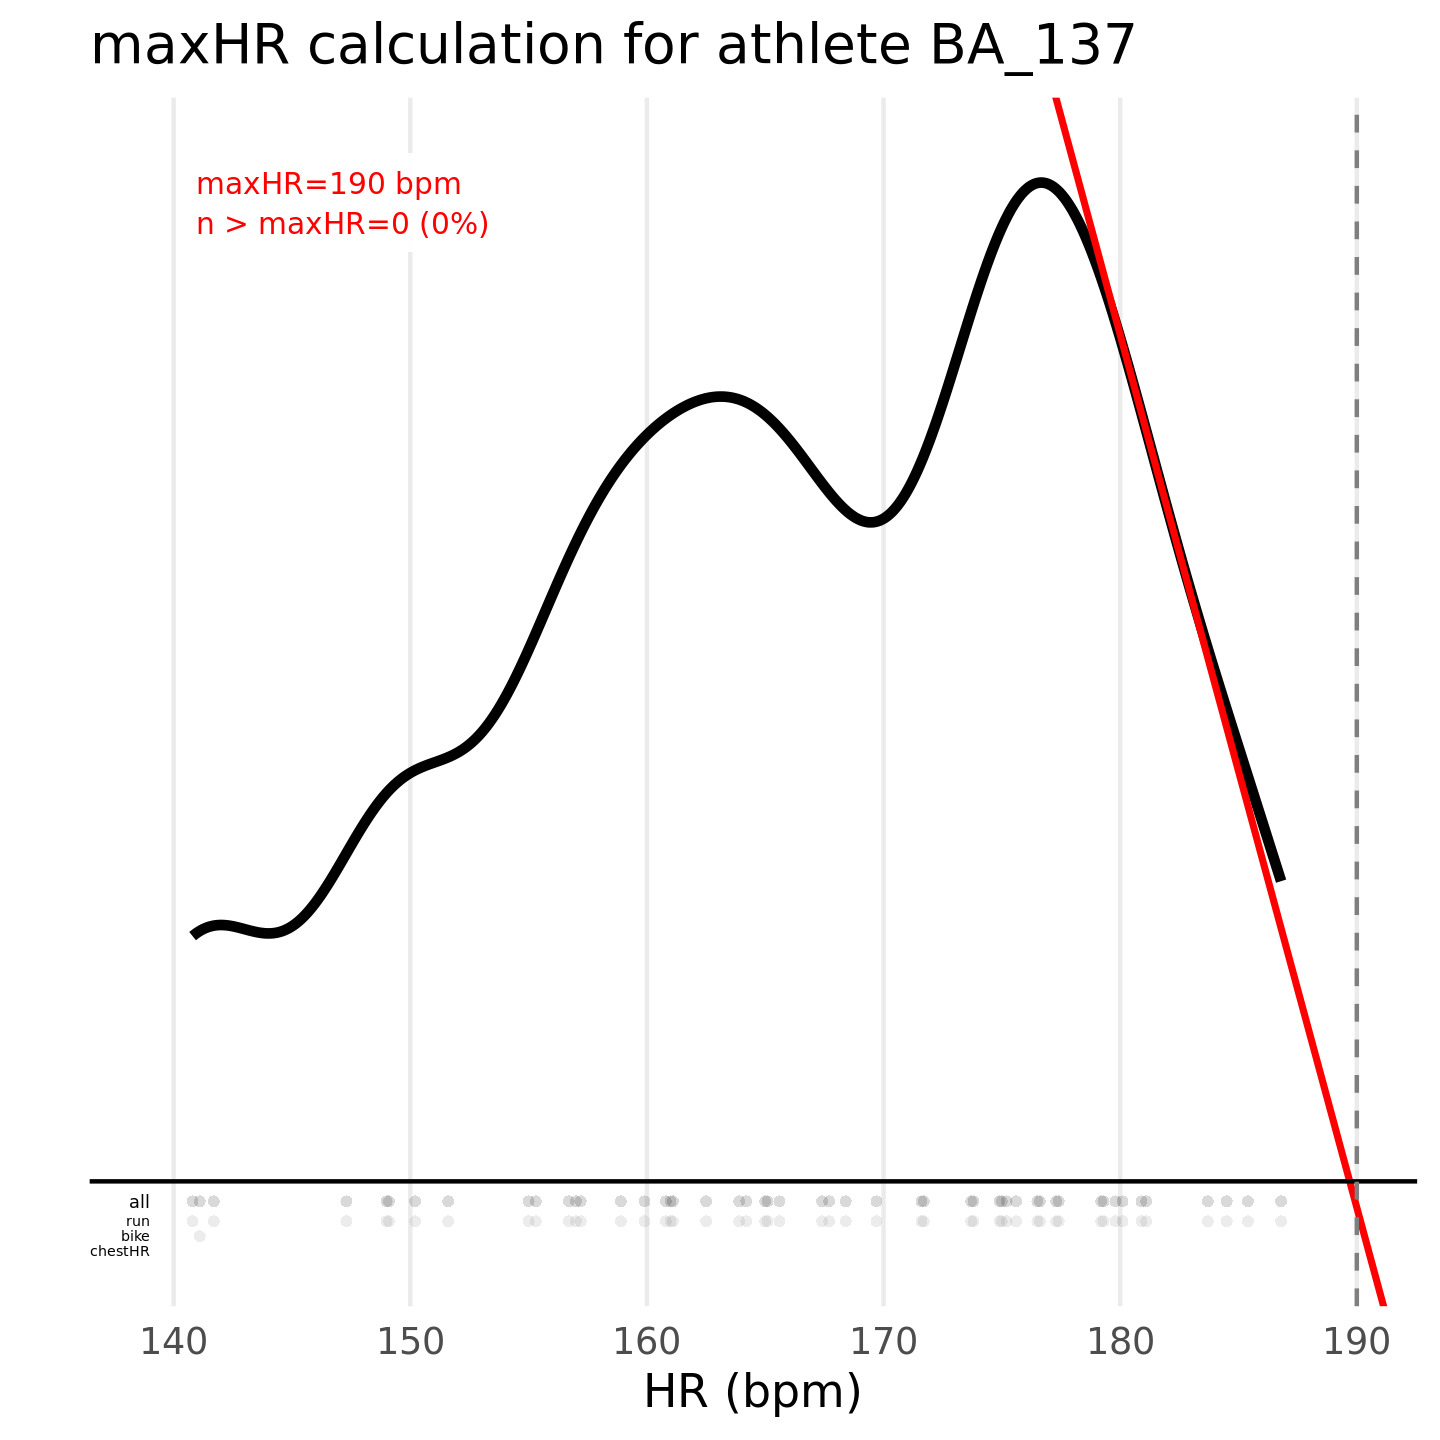 maxHR calculation for athlete BA_137
maxHR=190 bpm
n > maxHR=0 (0%)
all
run
bike
chestHR
140 150 160 170 180 190
HR (bpm)